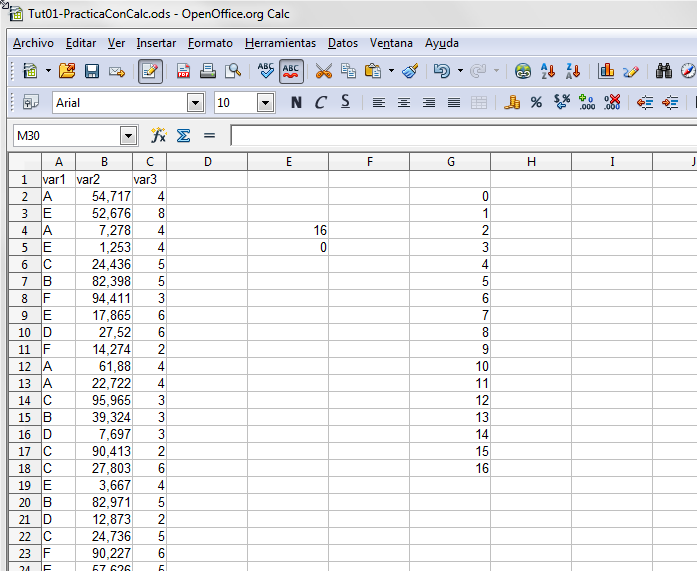 Tut01-PracticaConCalc.ods - OpenOffice.org Calc
Archivo Editar Ver Insertar Formato Herramientas Datos Ventana Ayuda
ABC ABC A Z Z A
Arial 10 N C S % $% .000 .000
M30 fx Σ =
A B C D E F G H I J
1 var1 var2 var3
2 A 54,717 4 0
3 E 52,676 8 1
4 A 7,278 4 16 2
5 E 1,253 4 0 3
6 C 24,436 5 4
7 B 82,398 5 5
8 F 94,411 3 6
9 E 17,865 6 7
10 D 27,52 6 8
11 F 14,274 2 9
12 A 61,88 4 10
13 A 22,722 4 11
14 C 95,965 3 12
15 B 39,324 3 13
16 D 7,697 3 14
17 C 90,413 2 15
18 C 27,803 6 16
19 E 3,667 4
20 B 82,971 5
21 D 12,873 2
22 C 24,736 5
23 F 90,227 6
24 E 57,626 5